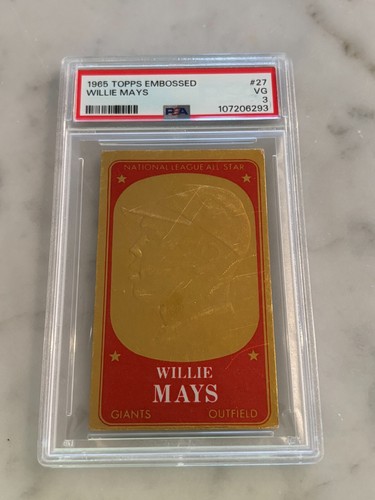 1965 TOPPS EMBOSSED #27
WILLIE MAYS VG
3
PSA 107206293
NATIONAL LEAGUE ALL-STAR
WILLIE
MAYS
GIANTS OUTFIELD